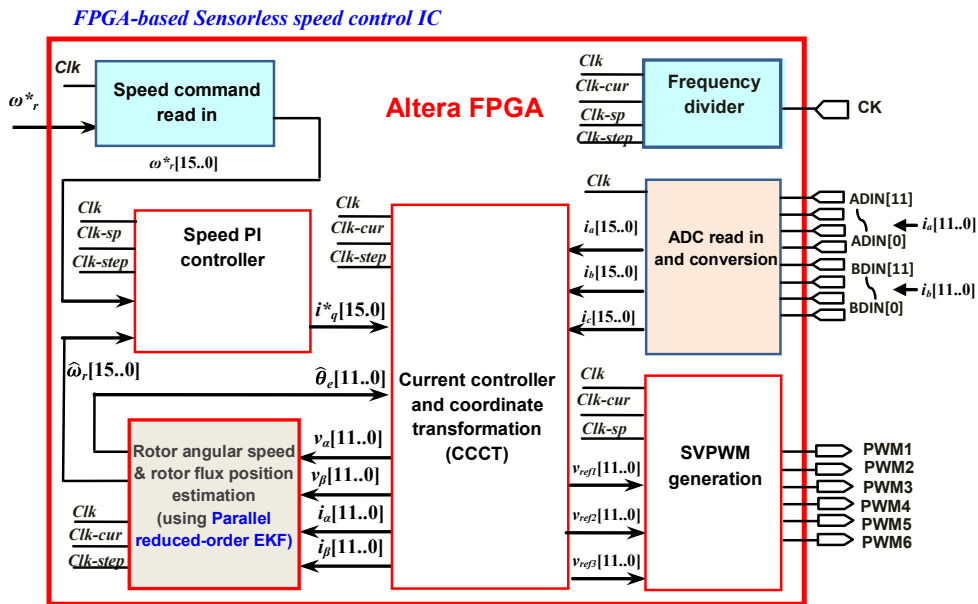 FPGA-based Sensorless speed control IC
Clk
ω*r
Speed command
read in
ω*r[15..0]
Altera FPGA
Clk
Clk-cur
Clk-sp
Clk-step
Frequency
divider
CK
Clk
Clk-sp
Clk-step
Speed PI
controller
i*q[15.0]
ω̂r[15..0]
θ̂e[11..0]
Clk
Clk-cur
Clk-step
Current controller
and coordinate
transformation
(CCCT)
Clk
ia[15..0]
ib[15..0]
ic[15..0]
ADC read in
and conversion
ADIN[11]
ADIN[0]
ia[11..0]
BDIN[11]
BDIN[0]
ib[11..0]
Rotor angular speed
& rotor flux position
estimation
(using Parallel
reduced-order EKF)
Clk
Clk-cur
Clk-step
vα[11..0]
vβ[11..0]
iα[11..0]
iβ[11..0]
Clk
Clk-cur
Clk-sp
vref1[11..0]
vref2[11..0]
vref3[11..0]
SVPWM
generation
PWM1
PWM2
PWM3
PWM4
PWM5
PWM6